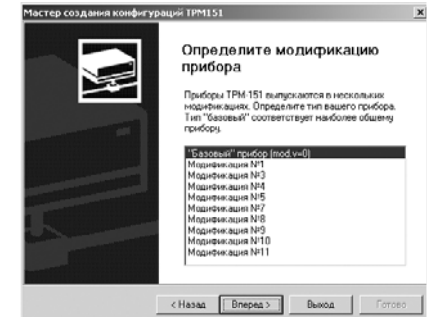 Мастер создания конфигураций ТРМ151
Определите модификацию
прибора
Приборы ТРМ-151 выпускаются в нескольких
модификациях. Определите тип вашего прибора.
Тип "базовый" соответствует наиболее общему
прибору.
"Базовый" прибор (mod.v=0)
Модификация №1
Модификация №3
Модификация №4
Модификация №5
Модификация №7
Модификация №8
Модификация №9
Модификация №10
Модификация №11
< Назад
Вперед >
Выход
Готово